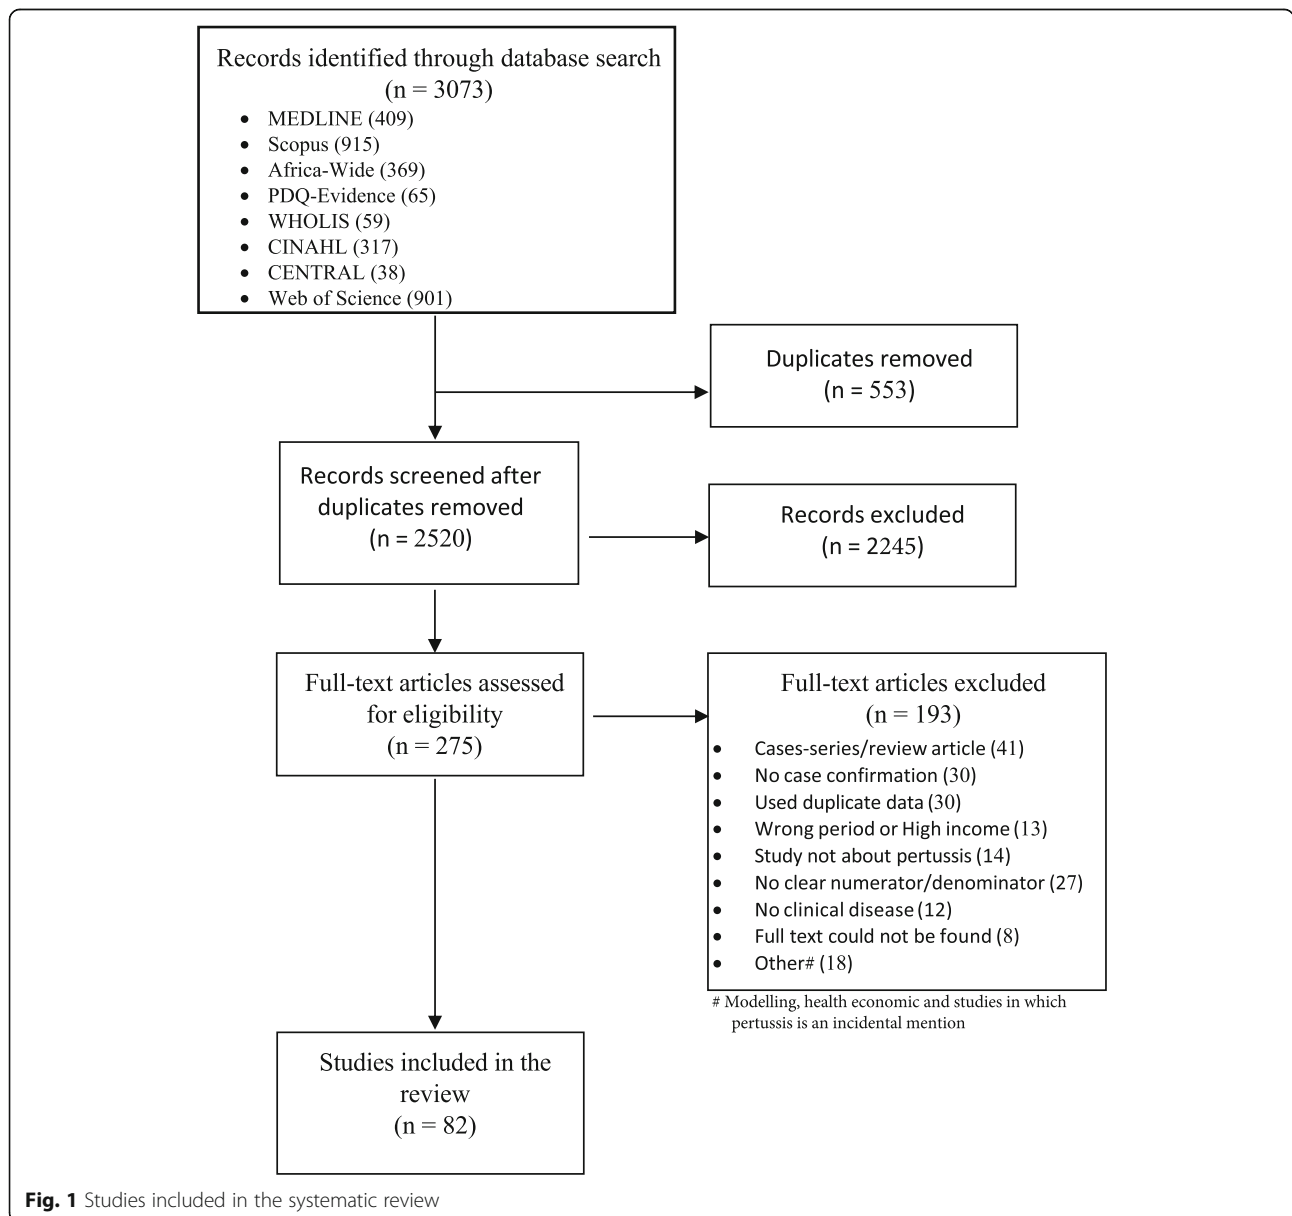 Records identified through database search
(n = 3073)
• MEDLINE (409)
• Scopus (915)
• Africa-Wide (369)
• PDQ-Evidence (65)
• WHOLIS (59)
• CINAHL (317)
• CENTRAL (38)
• Web of Science (901)
Duplicates removed
(n = 553)
Records screened after
duplicates removed
(n = 2520)
Records excluded
(n = 2245)
Full-text articles assessed
for eligibility
(n = 275)
Full-text articles excluded
(n = 193)
• Cases-series/review article (41)
• No case confirmation (30)
• Used duplicate data (30)
• Wrong period or High income (13)
• Study not about pertussis (14)
• No clear numerator/denominator (27)
• No clinical disease (12)
• Full text could not be found (8)
• Other# (18)
# Modelling, health economic and studies in which
pertussis is an incidental mention
Studies included in the
review
(n = 82)
Fig. 1 Studies included in the systematic review